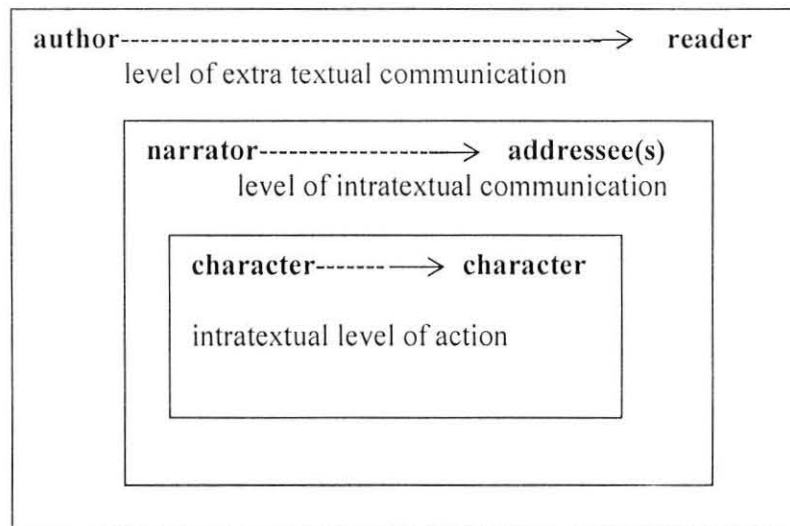 author reader
level of extra textual communication
narrator addressee(s)
level of intratextual communication
character character
intratextual level of action